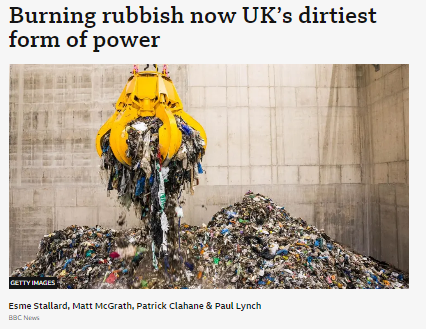 Burning rubbish now UK's dirtiest
form of power
GETTY IMAGES
Esme Stallard, Matt McGrath, Patrick Clahane & Paul Lynch
BBC News